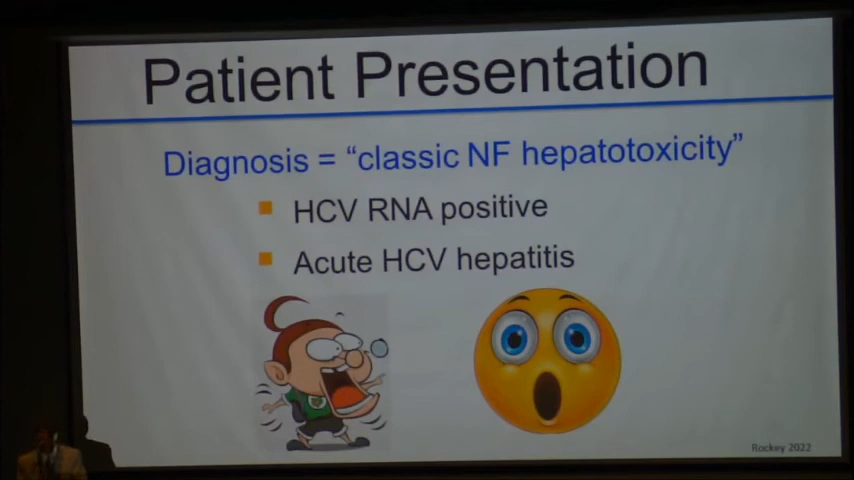 Patient Presentation
Diagnosis = “classic NF hepatotoxicity”
HCV RNA positive
Acute HCV hepatitis
Rockey 2022